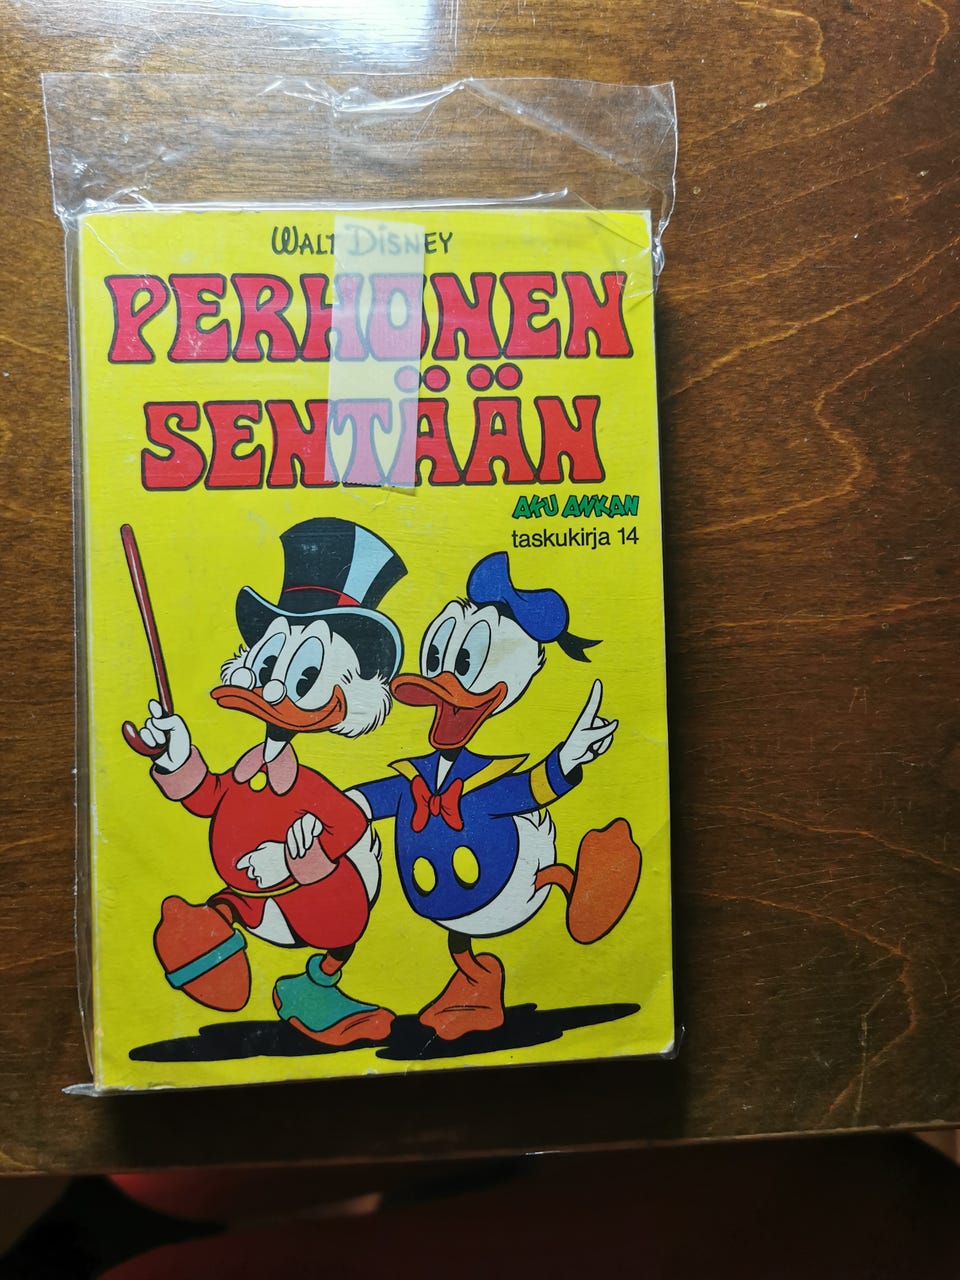 WALT DISNEY
PERHONEN
SENTÄÄN
AKU ANKAN
taskukirja 14